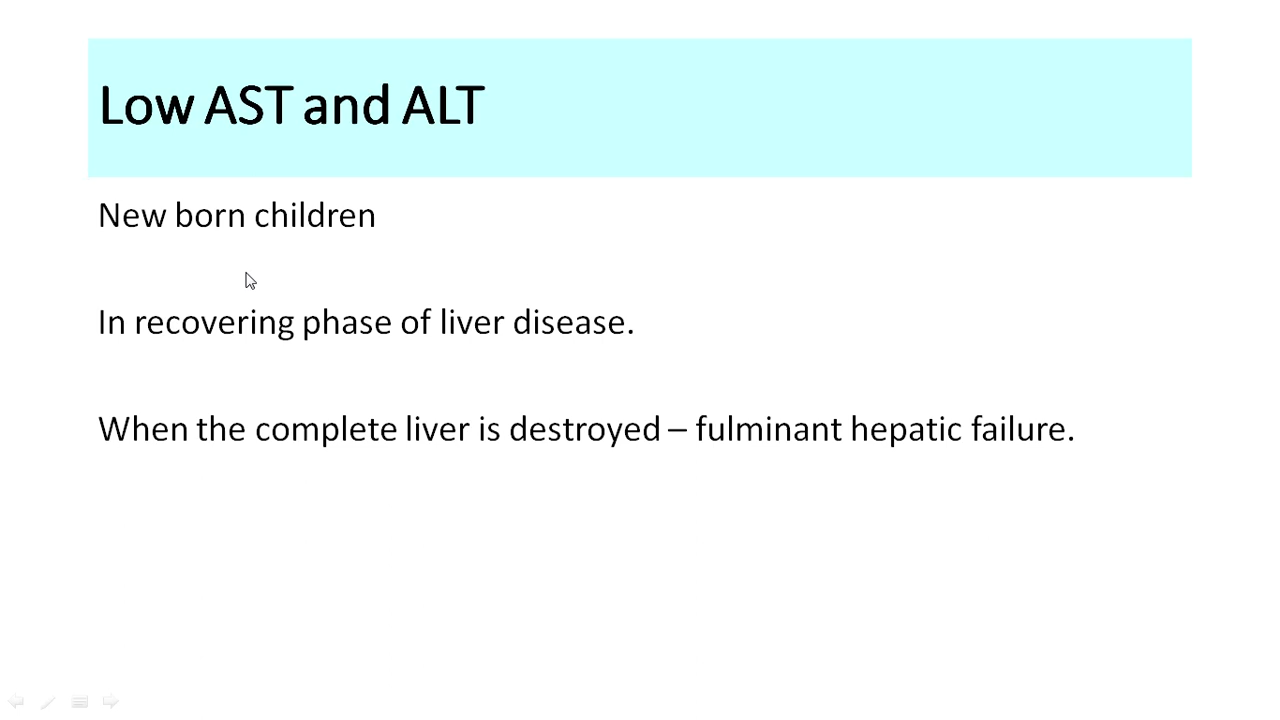 Low AST and ALT
New born children
In recovering phase of liver disease.
When the complete liver is destroyed – fulminant hepatic failure.